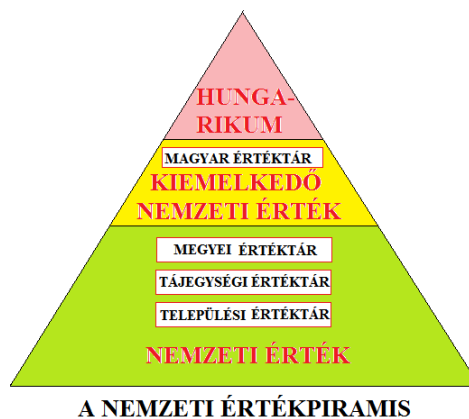 HUNGA-
RIKUM
MAGYAR ÉRTÉKTÁR
KIEMELKEDŐ
NEMZETI ÉRTÉK
MEGYEI ÉRTÉKTÁR
TÁJEGYSÉGI ÉRTÉKTÁR
TELEPÜLÉSI ÉRTÉKTÁR
NEMZETI ÉRTÉK
A NEMZETI ÉRTÉKPIRAMIS